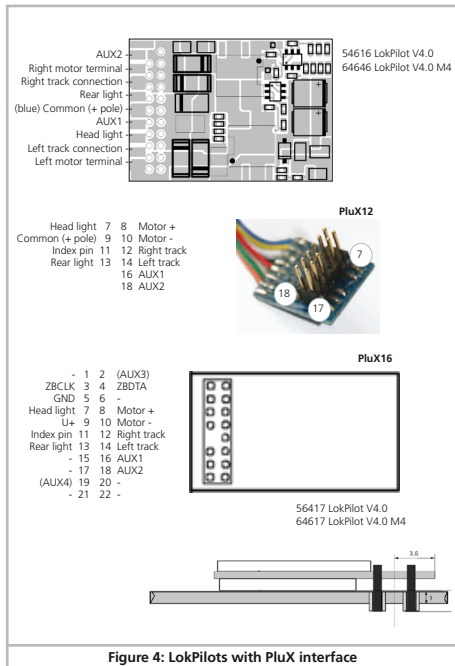 AUX2
Right motor terminal
Right track connection
Rear light
(blue) Common (+ pole)
AUX1
Head light
Left track connection
Left motor terminal
54616 LokPilot V4.0
64646 LokPilot V4.0 M4
PluX12
Head light 7 8 Motor +
Common (+ pole) 9 10 Motor -
Index pin 11 12 Right track
Rear light 13 14 Left track
16 AUX1
18 AUX2
7
18
17
PluX16
- 1 2 (AUX3)
ZBCLK 3 4 ZBDTA
GND 5 6 -
Head light 7 8 Motor +
U+ 9 10 Motor -
Index pin 11 12 Right track
Rear light 13 14 Left track
- 15 16 AUX1
- 17 18 AUX2
(AUX4) 19 20 -
- 21 22 -
56417 LokPilot V4.0
64617 LokPilot V4.0 M4
3,6
1
Figure 4: LokPilots with PluX interface